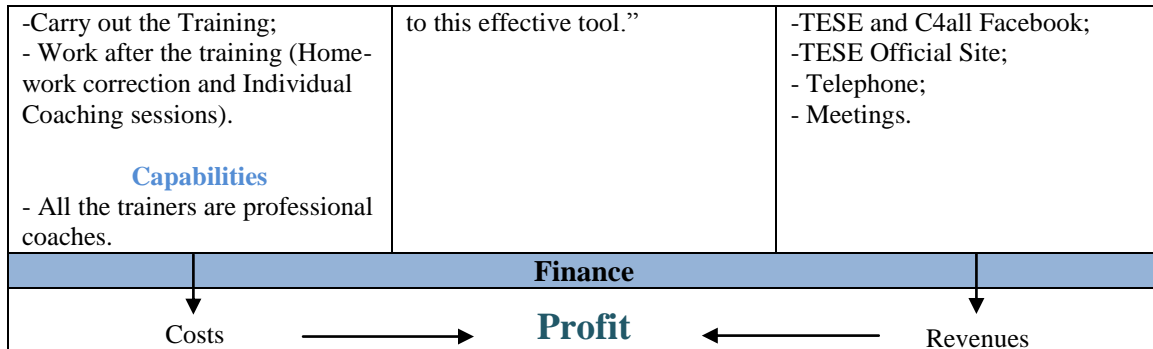 -Carry out the Training;
- Work after the training (Home-
work correction and Individual
Coaching sessions).
Capabilities
- All the trainers are professional
coaches.
to this effective tool.”
-TESE and C4all Facebook;
-TESE Official Site;
- Telephone;
- Meetings.
Finance
Costs
Profit
Revenues